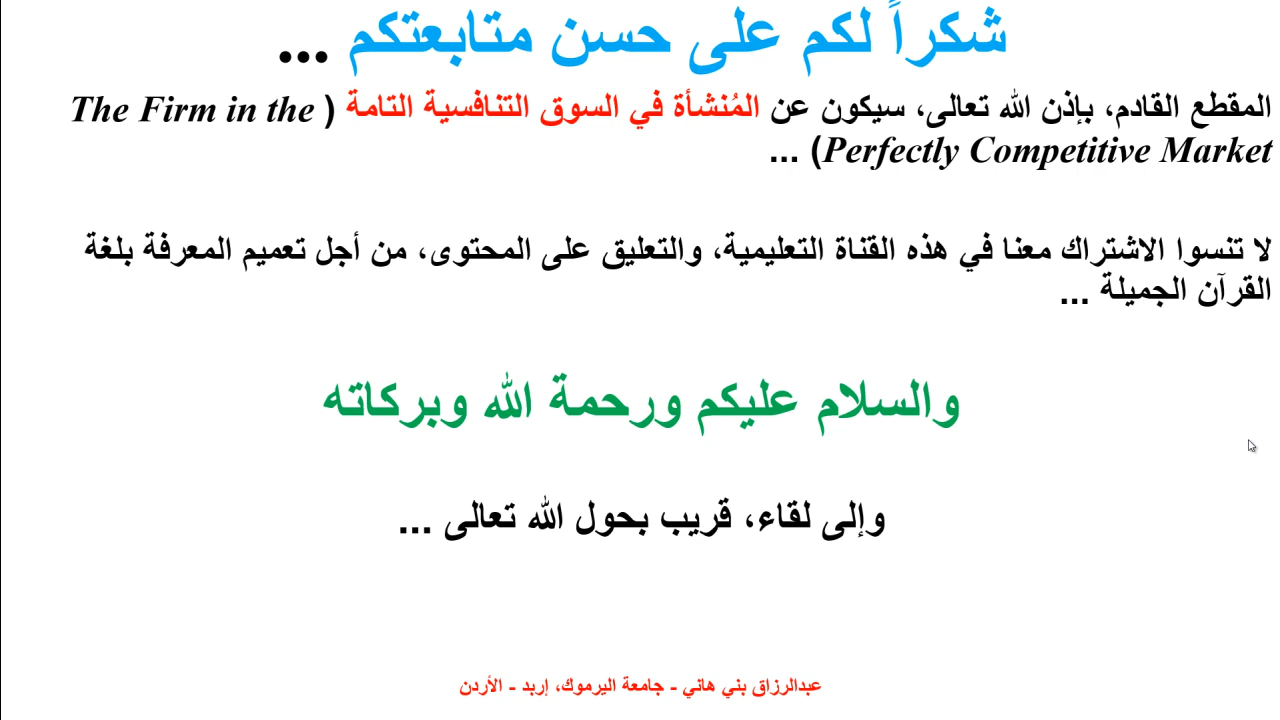 شكراً لكم على حسن متابعتكم ...
المقطع القادم، بإذن الله تعالى، سيكون عن المُنشأة في السوق التنافسية التامة (The Firm in the
Perfectly Competitive Market) ...
لا تنسوا الاشتراك معنا في هذه القناة التعليمية، والتعليق على المحتوى، من أجل تعميم المعرفة بلغة
القرآن الجميلة ...
والسلام عليكم ورحمة الله وبركاته
وإلى لقاء، قريب بحول الله تعالى ...
عبدالرزاق بني هاني - جامعة اليرموك، إربد - الأردن